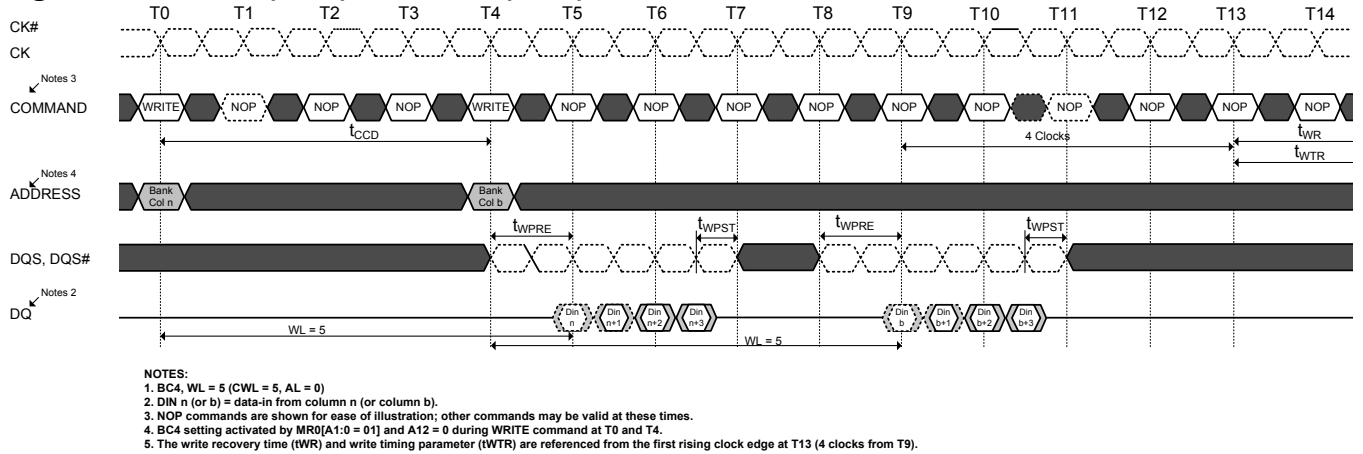 T0 T1 T2 T3 T4 T5 T6 T7 T8 T9 T10 T11 T12 T13 T14
CK#
CK
Notes 3
COMMAND
WRITE NOP NOP NOP WRITE NOP NOP NOP NOP NOP NOP NOP NOP NOP NOP
tCCD
4 Clocks
tWR
tWTR
Notes 4
ADDRESS
Bank Bank
Col n Col b
tWPRE tWPST tWPRE tWPST
DQS, DQS#
Notes 2
DQ
Din Din Din Din Din Din Din Din
n n+1 n+2 n+3 b b+1 b+2 b+3
WL = 5
WL = 5
NOTES:
1. BC4, WL = 5 (CWL = 5, AL = 0)
2. DIN n (or b) = data-in from column n (or column b).
3. NOP commands are shown for ease of illustration; other commands may be valid at these times.
4. BC4 setting activated by MR0[A1:0 = 01] and A12 = 0 during WRITE command at T0 and T4.
5. The write recovery time (tWR) and write timing parameter (tWTR) are referenced from the first rising clock edge at T13 (4 clocks from T9).